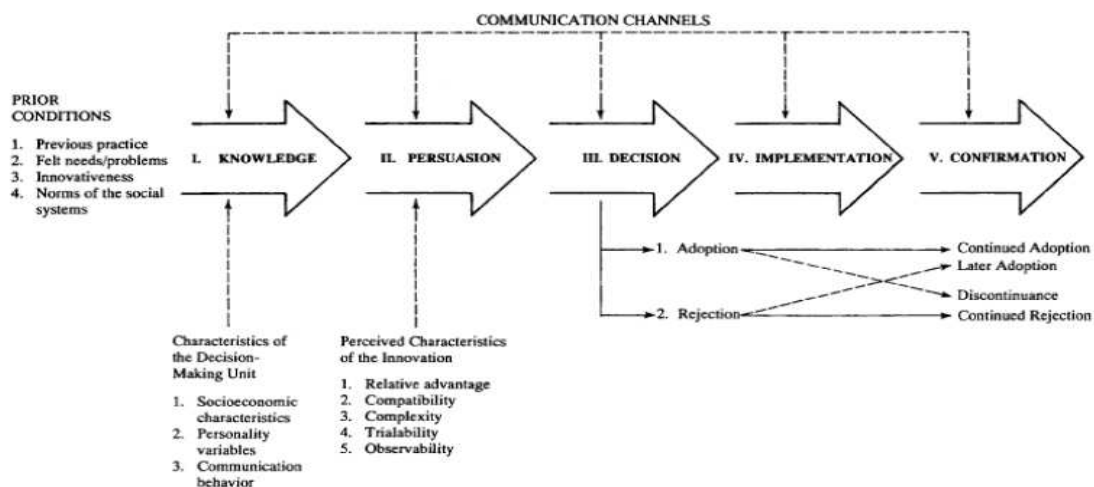 COMMUNICATION CHANNELS
PRIOR
CONDITIONS
1. Previous practice
2. Felt needs/problems
3. Innovativeness
4. Norms of the social
systems
I. KNOWLEDGE
II. PERSUASION
III. DECISION
IV. IMPLEMENTATION
V. CONFIRMATION
1. Adoption
2. Rejection
Continued Adoption
Later Adoption
Discontinuance
Continued Rejection
Characteristics of
the Decision-
Making Unit
1. Socioeconomic
characteristics
2. Personality
variables
3. Communication
behavior
Perceived Characteristics
of the Innovation
1. Relative advantage
2. Compatibility
3. Complexity
4. Trialability
5. Observability